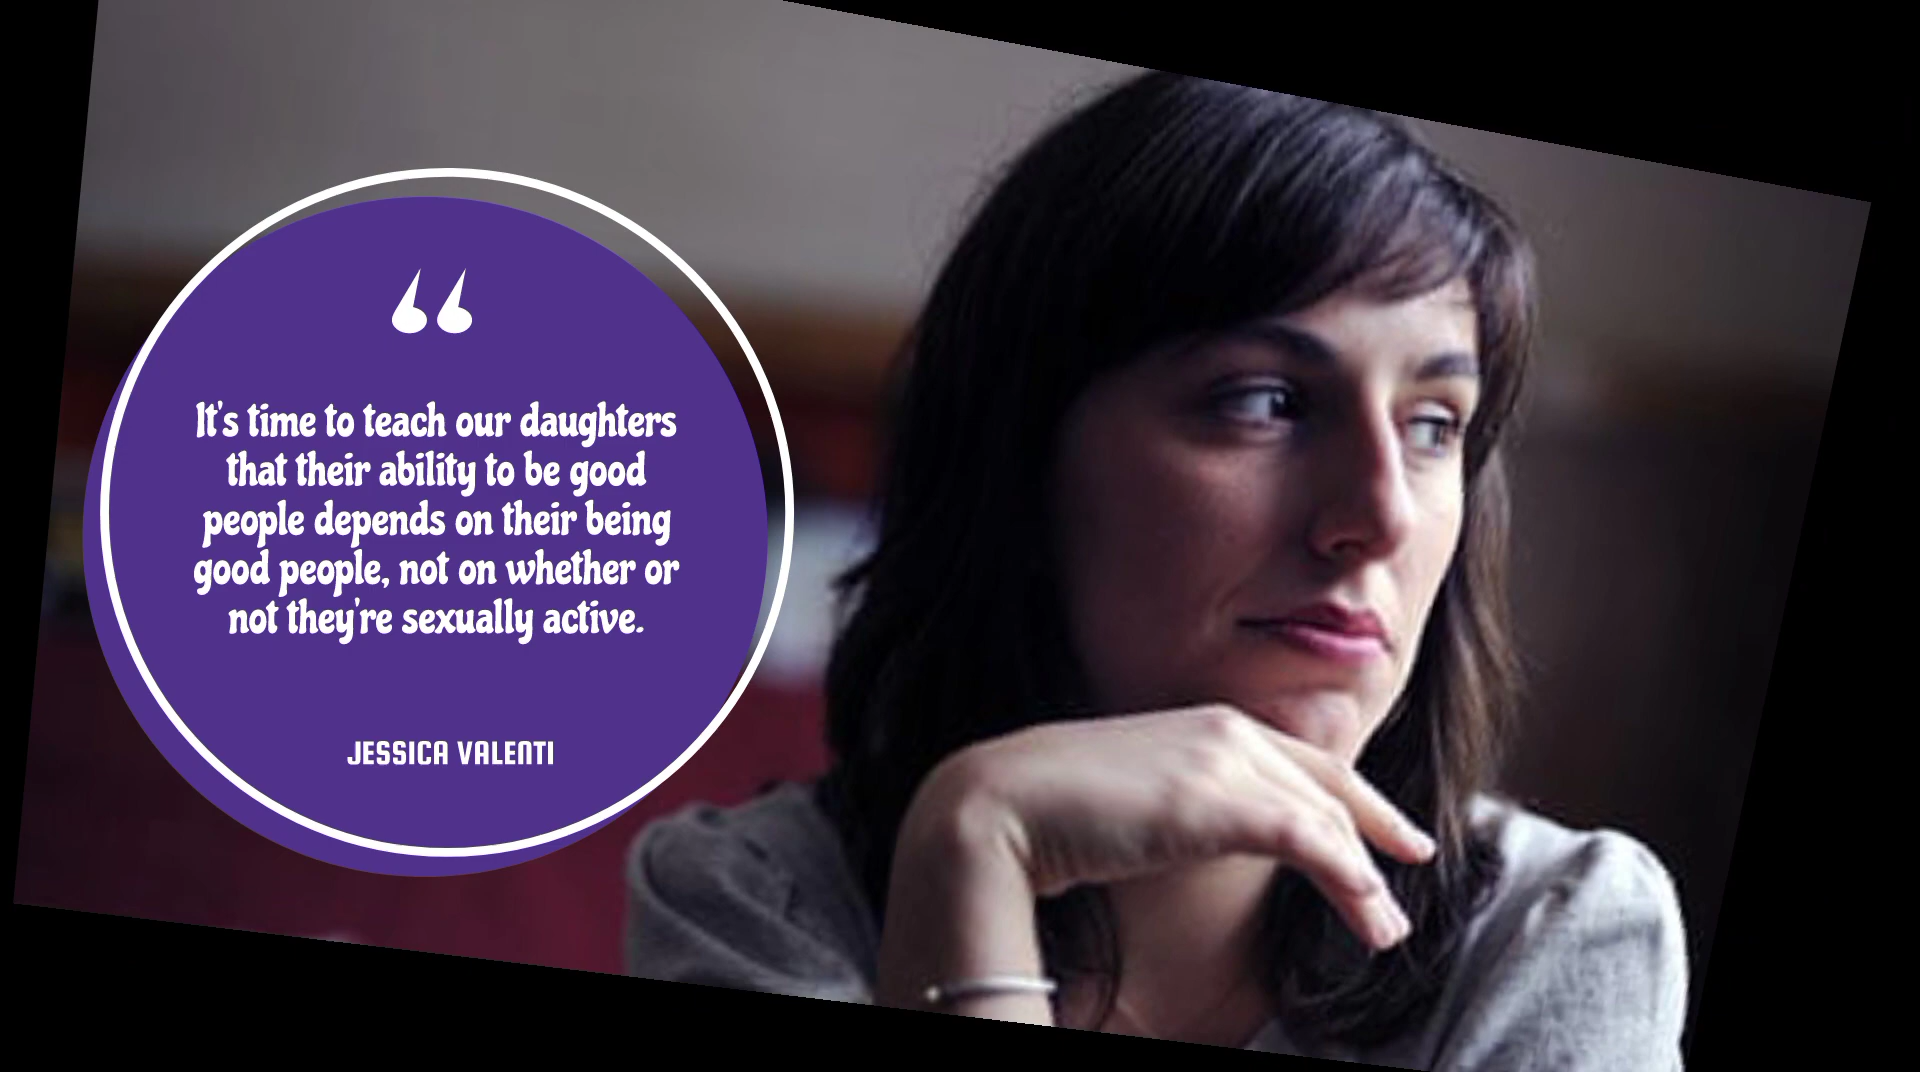 “
It's time to teach our daughters
that their ability to be good
people depends on their being
good people, not on whether or
not they're sexually active.
JESSICA VALENTI